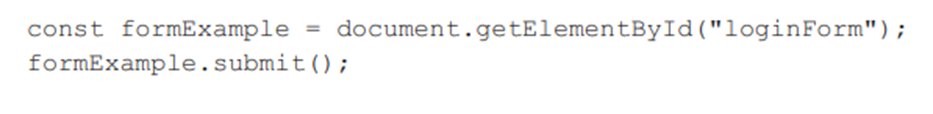 const formExample = document.getElementById("loginForm");
formExample.submit();